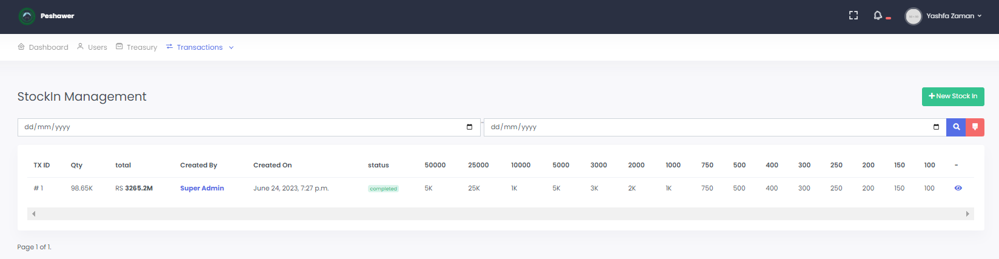 Peshawer
Yashfa Zaman
Dashboard Users Treasury Transactions
StockIn Management
+ New Stock In
dd/mm/yyyy - dd/mm/yyyy
TX ID Qty total Created By Created On status 50000 25000 10000 5000 3000 2000 1000 750 500 400 300 250 200 150 100 -
# 1 98.65K RS 3265.2M Super Admin June 24, 2023, 7:27 p.m. completed 5K 25K 1K 5K 3K 2K 1K 750 500 400 300 250 200 150 100
Page 1 of 1.